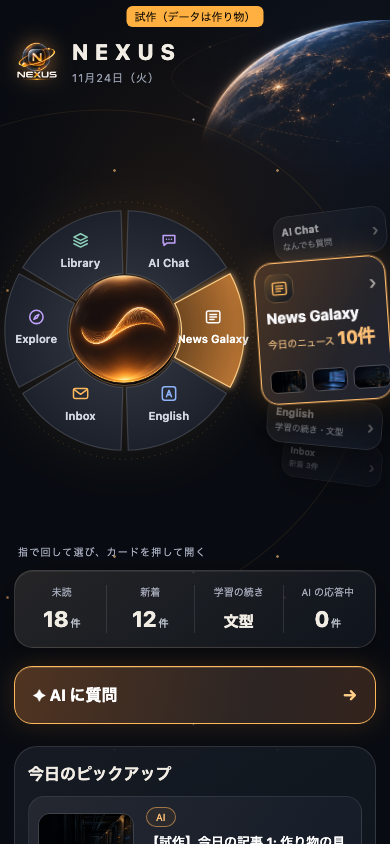 試作（データは作り物）
N
NEXUS
NEXUS
11月24日（火）
Library
AI Chat
Explore
News Galaxy
Inbox
English
AI Chat
なんでも質問
News Galaxy
今日のニュース 10件
English
学習の続き・文型
Inbox
新着 3件
指で回して選び、カードを押して開く
未読
18件
新着
12件
学習の続き
文型
AI の応答中
0件
AI に質問
今日のピックアップ
AI
【試作】今日の記事 1: 作り物の見